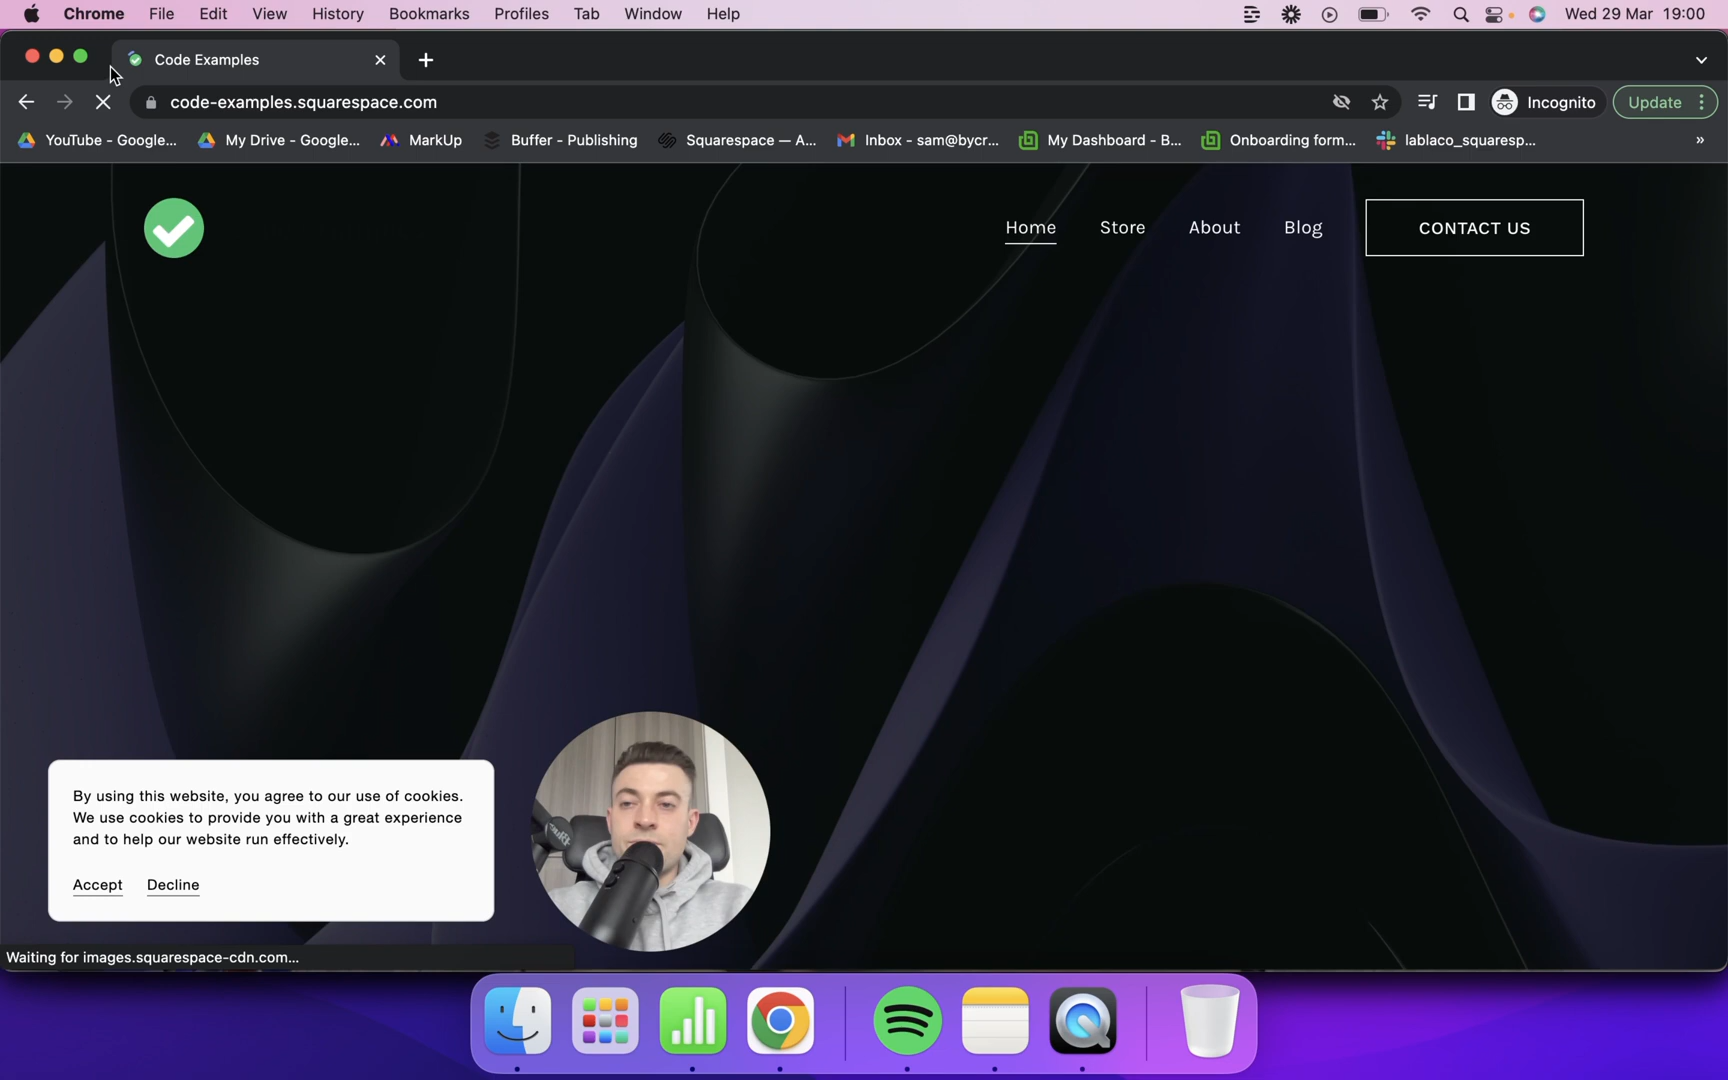 Chrome File Edit View History Bookmarks Profiles Tab Window Help Wed 29 Mar 19:00
Code Examples
code-examples.squarespace.com Incognito Update
YouTube - Google... My Drive - Google... MarkUp Buffer - Publishing Squarespace — A... Inbox - sam@bycr... My Dashboard - B... Onboarding form... lablaco_squaresp... »
Home Store About Blog CONTACT US
By using this website, you agree to our use of cookies.
We use cookies to provide you with a great experience
and to help our website run effectively.
Accept Decline
Waiting for images.squarespace-cdn.com...